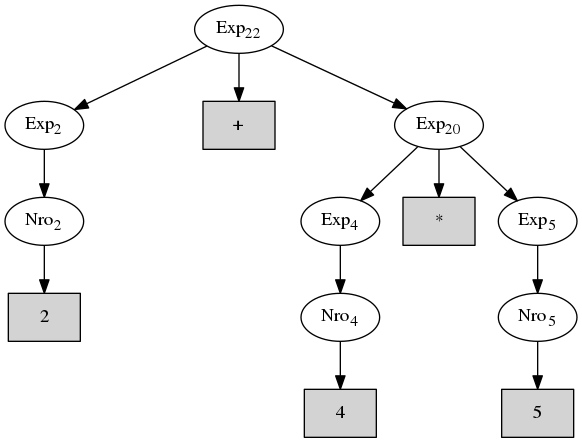 Exp₂₂
Exp₂ + Exp₂₀
Nro₂ Exp₄ * Exp₅
2 Nro₄ Nro₅
4 5